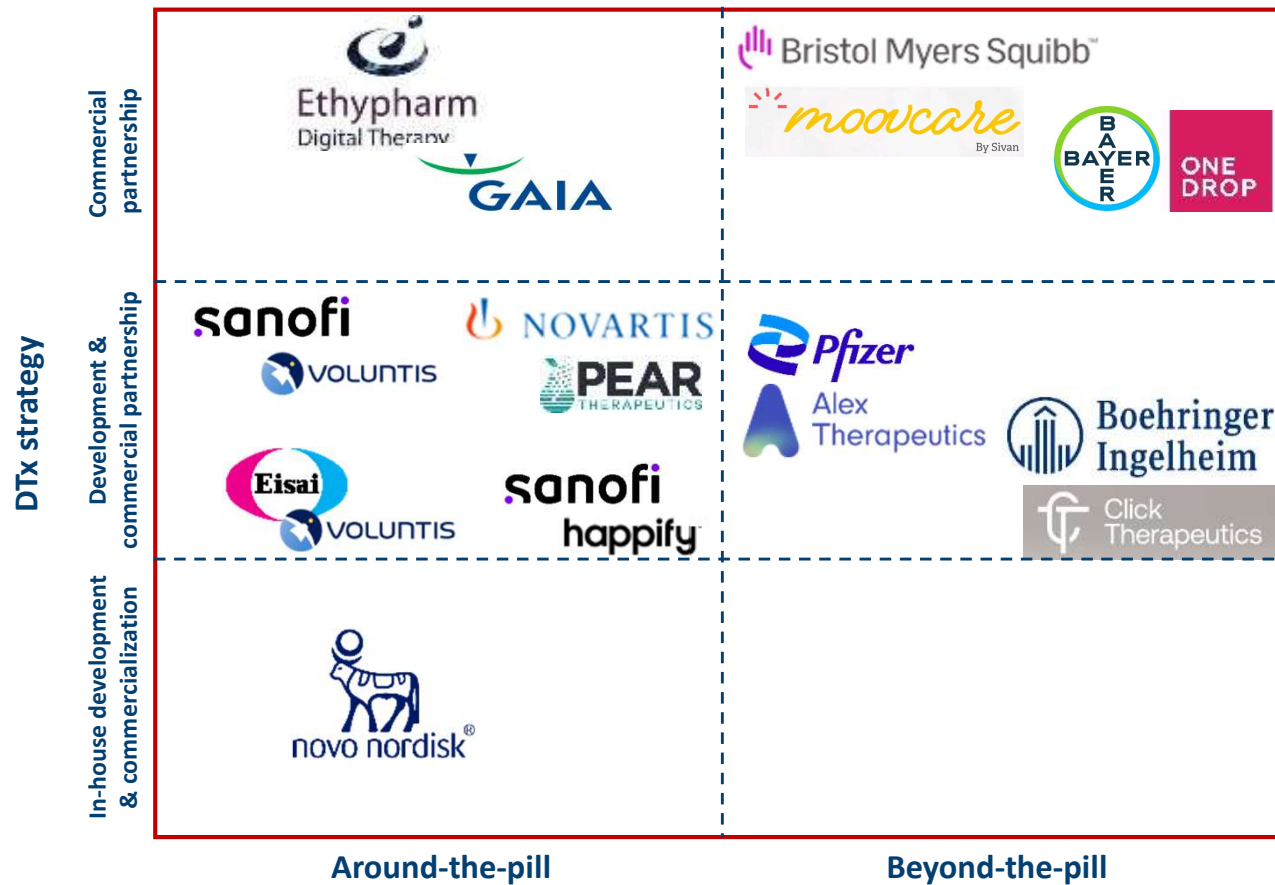 DTx strategy
Commercial
partnership
Ethypharm
Digital Therapy
GAIA
Bristol Myers Squibb™
moovcare
By Sivan
BAYER
BAYER
ONE
DROP
Development &
commercial partnership
sanofi
VOLUNTIS
NOVARTIS
PEAR
THERAPEUTICS
Eisai
VOLUNTIS
sanofi
happify
Pfizer
Alex
Therapeutics
Boehringer
Ingelheim
Click
Therapeutics
In-house development
& commercialization
novo nordisk®
Around-the-pill
Beyond-the-pill